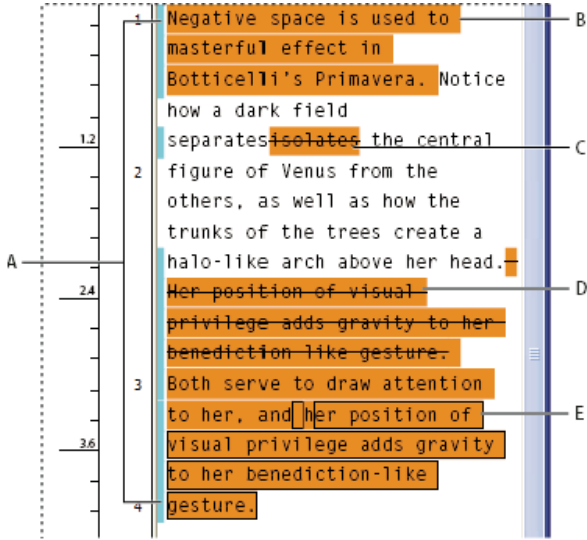 1 Negative space is used to B
masterful effect in
Botticelli's Primavera. Notice
how a dark field
1.2 separatesisolates the central C
2 figure of Venus from the
others, as well as how the
trunks of the trees create a
A halo-like arch above her head.
2.4 Her position of visual D
privilege adds gravity to her
benediction like gesture.
3 Both serve to draw attention
to her, and her position of E
3.6 visual privilege adds gravity
to her benediction-like
4 gesture.